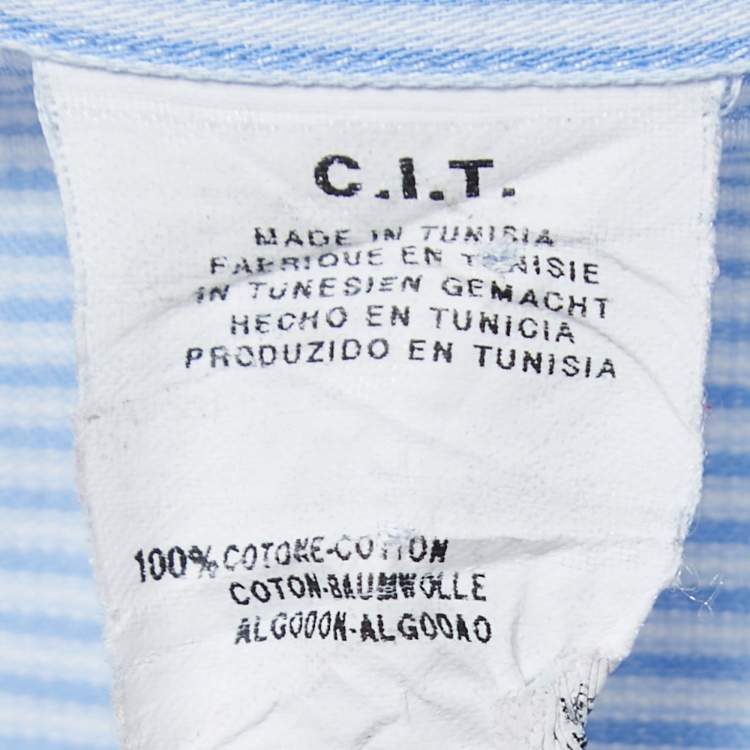 C.I.T.
MADE IN TUNISIA
FABRIQUE EN TUNISIE
IN TUNESIEN GEMACHT
HECHO EN TUNICIA
PRODUZIDO EN TUNISIA
100% COTONE-COTTON
COTON-BAUMWOLLE
ALGODON-ALGODAO